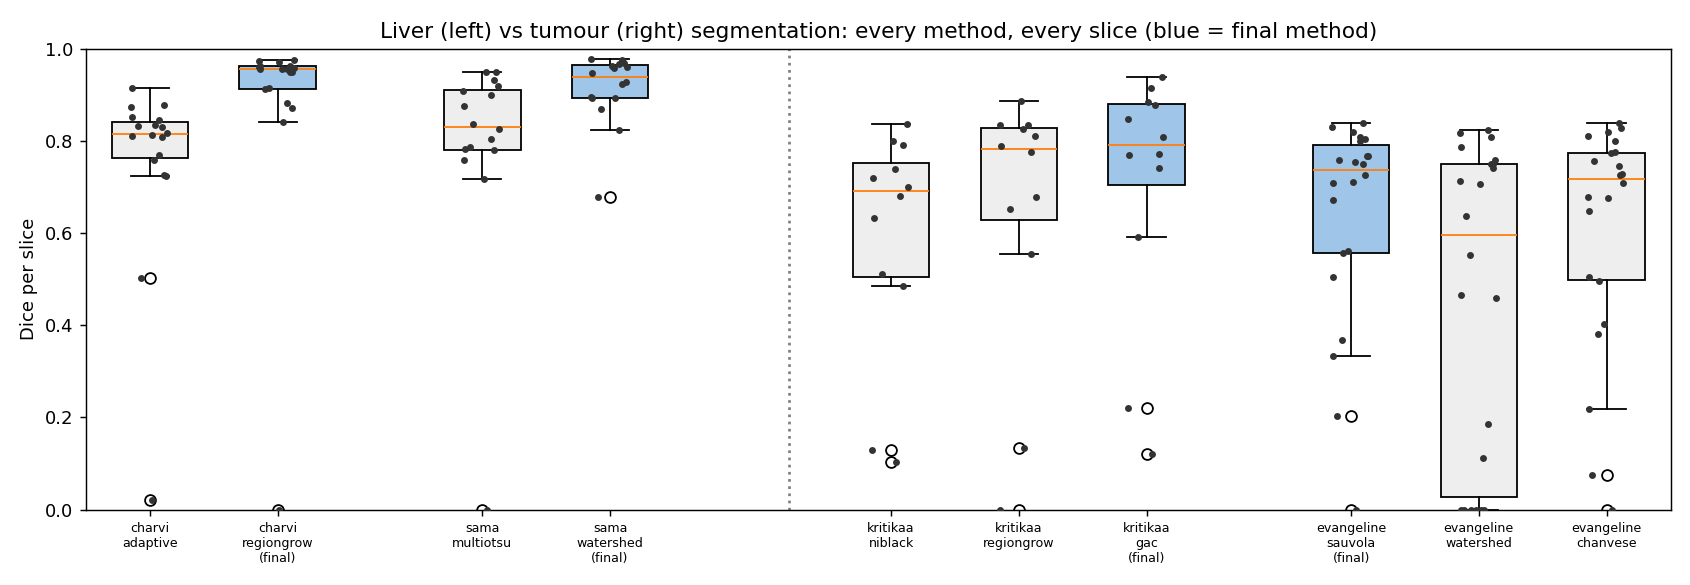 Liver (left) vs tumour (right) segmentation: every method, every slice (blue = final method)
Dice per slice
1.0
0.8
0.6
0.4
0.2
0.0
charvi
adaptive
charvi
regiongrow
(final)
sama
multiotsu
sama
watershed
(final)
kritikaa
niblack
kritikaa
regiongrow
kritikaa
gac
(final)
evangeline
sauvola
(final)
evangeline
watershed
evangeline
chanvese